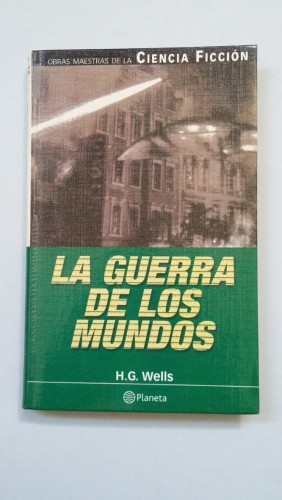 OBRAS MAESTRAS DE LA CIENCIA FICCIÓN
LA GUERRA
DE LOS
MUNDOS
H.G. Wells
Planeta